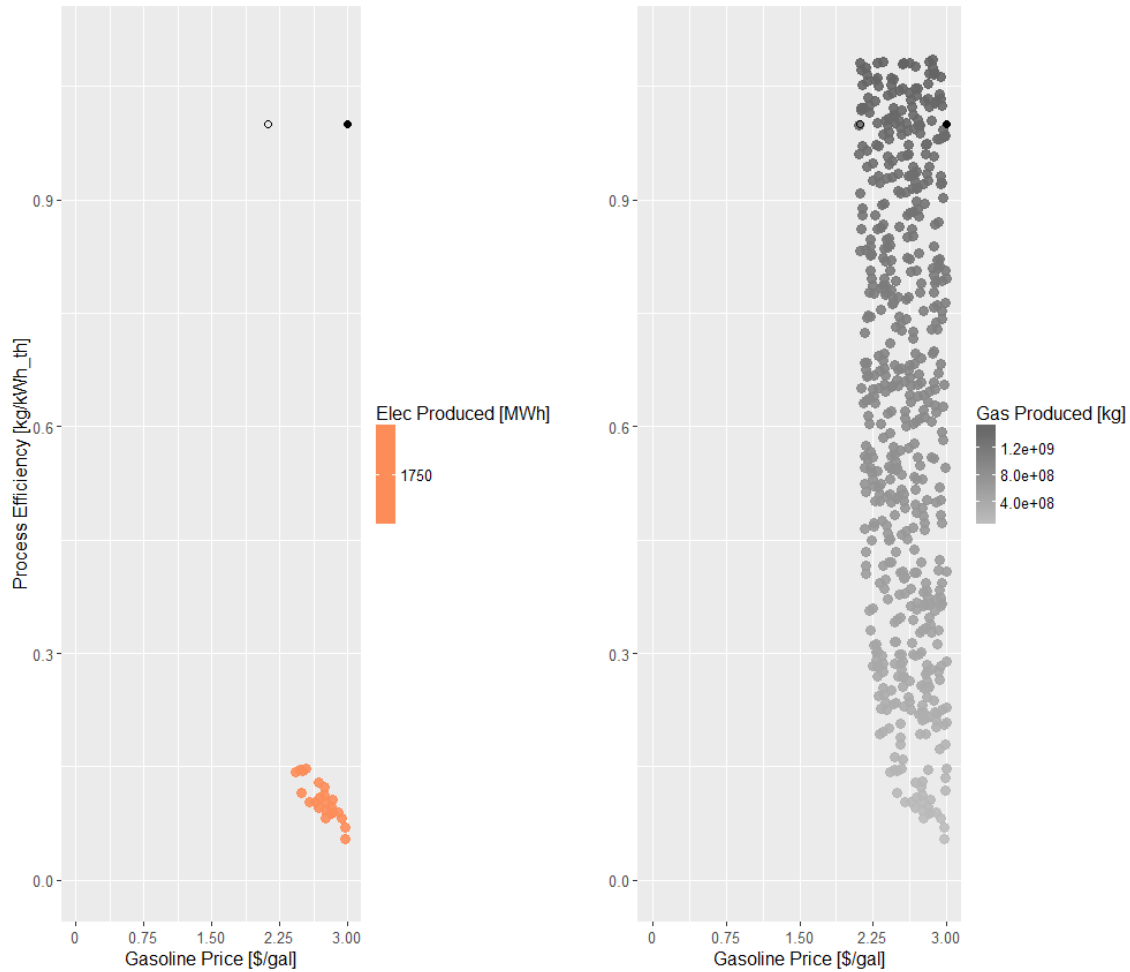 Process Efficiency [kg/kWh_th]
0.9
0.6
0.3
0.0
0 0.75 1.50 2.25 3.00
Gasoline Price [$/gal]
Elec Produced [MWh]
1750
0.9
0.6
0.3
0.0
0 0.75 1.50 2.25 3.00
Gasoline Price [$/gal]
Gas Produced [kg]
1.2e+09
8.0e+08
4.0e+08